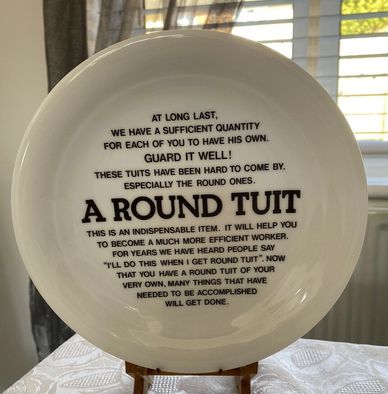 AT LONG LAST,
WE HAVE A SUFFICIENT QUANTITY
FOR EACH OF YOU TO HAVE HIS OWN.
GUARD IT WELL!
THESE TUITS HAVE BEEN HARD TO COME BY.
ESPECIALLY THE ROUND ONES.
A ROUND TUIT
THIS IS AN INDISPENSABLE ITEM. IT WILL HELP YOU
TO BECOME A MUCH MORE EFFICIENT WORKER.
FOR YEARS WE HAVE HEARD PEOPLE SAY
"I'LL DO THIS WHEN I GET ROUND TUIT". NOW
THAT YOU HAVE A ROUND TUIT OF YOUR
VERY OWN, MANY THINGS THAT HAVE
NEEDED TO BE ACCOMPLISHED
WILL GET DONE.